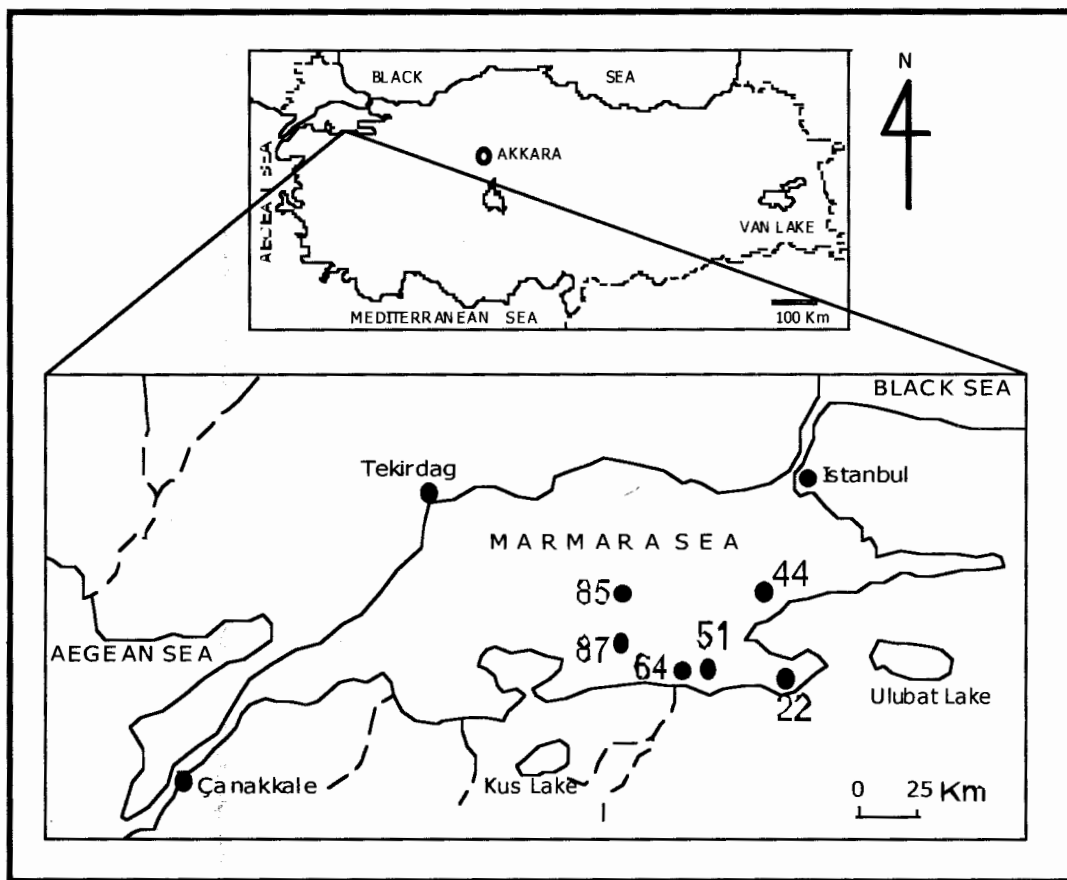 N
BLACK SEA
AKKARA
AEGEAN SEA
VAN LAKE
MEDITERRANEAN SEA
100 Km
BLACK SEA
Tekirdag
Istanbul
MARMARA SEA
85
44
87
51
64
AEGEAN SEA
22
Ulubat Lake
Çanakkale
Kus Lake
0 25 Km